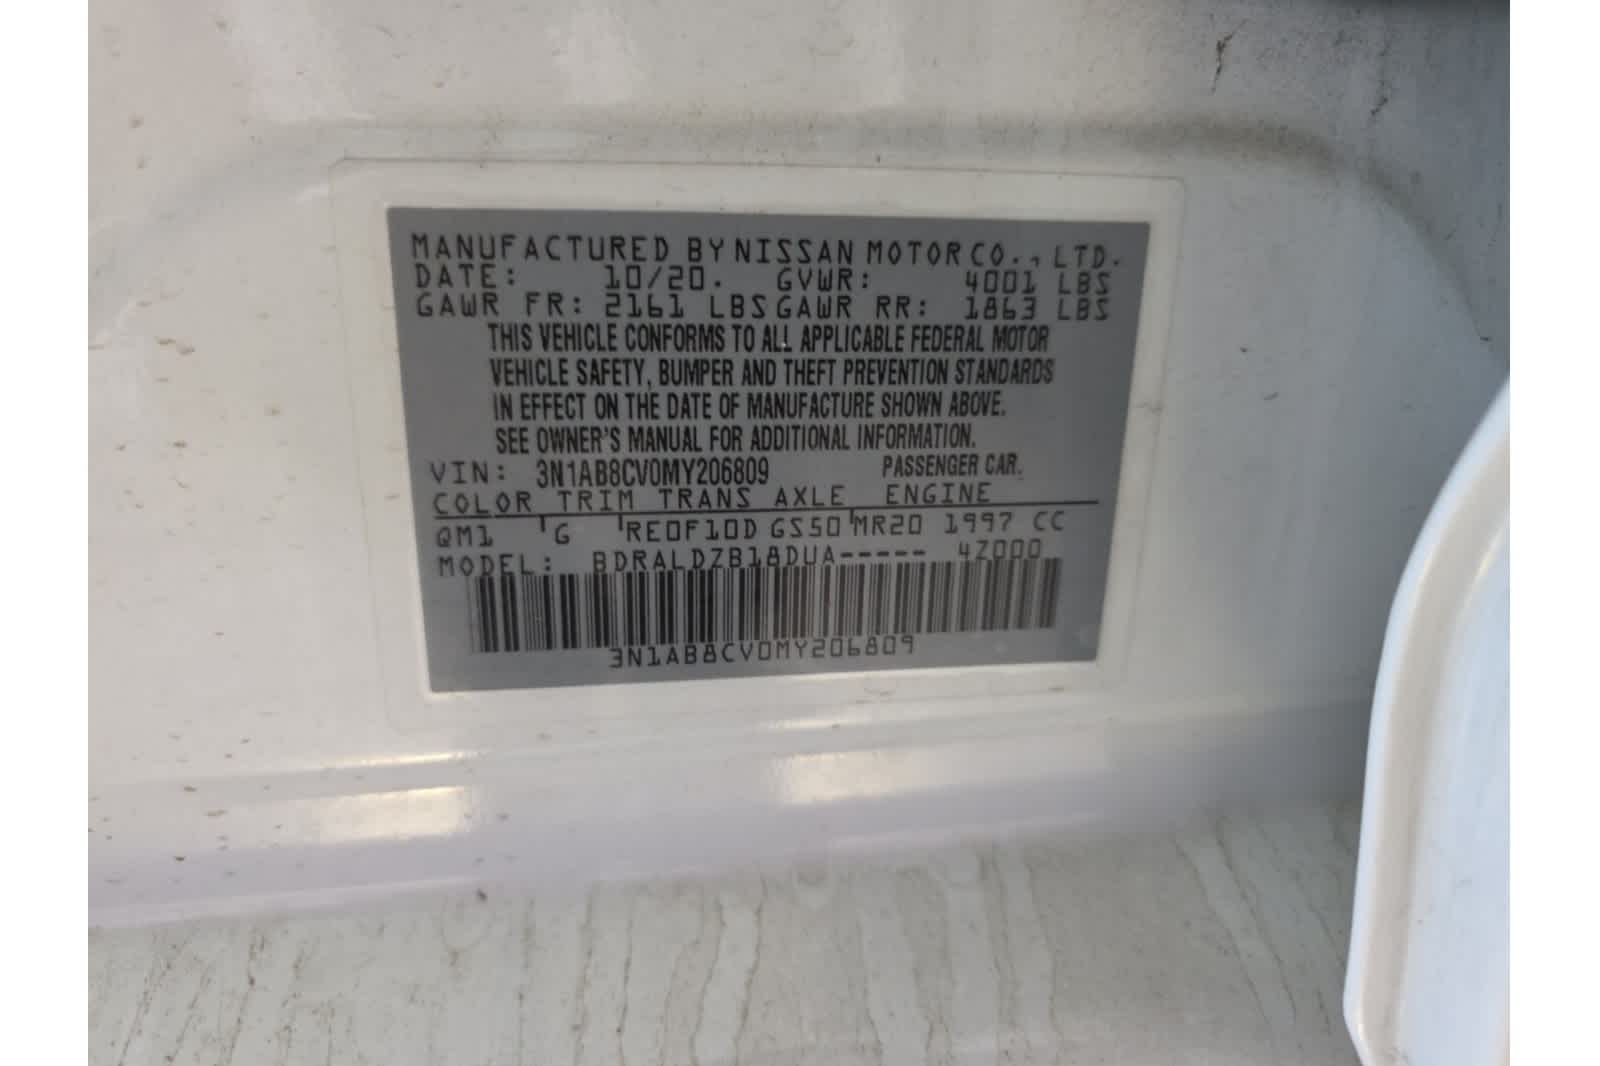 MANUFACTURED BY NISSAN MOTOR CO., LTD.
DATE: 10/20. GVWR: 4001 LBS
GAWR FR: 2161 LBS GAWR RR: 1863 LBS
THIS VEHICLE CONFORMS TO ALL APPLICABLE FEDERAL MOTOR
VEHICLE SAFETY, BUMPER AND THEFT PREVENTION STANDARDS
IN EFFECT ON THE DATE OF MANUFACTURE SHOWN ABOVE.
SEE OWNER'S MANUAL FOR ADDITIONAL INFORMATION.
VIN: 3N1AB8CV0MY206809 PASSENGER CAR.
COLOR TRIM TRANS AXLE ENGINE
QM1 G RE0F10D GS50 MR20 1997 CC
MODEL: BDRALDZB18DUA----- 4Z000
3N1AB8CV0MY206809